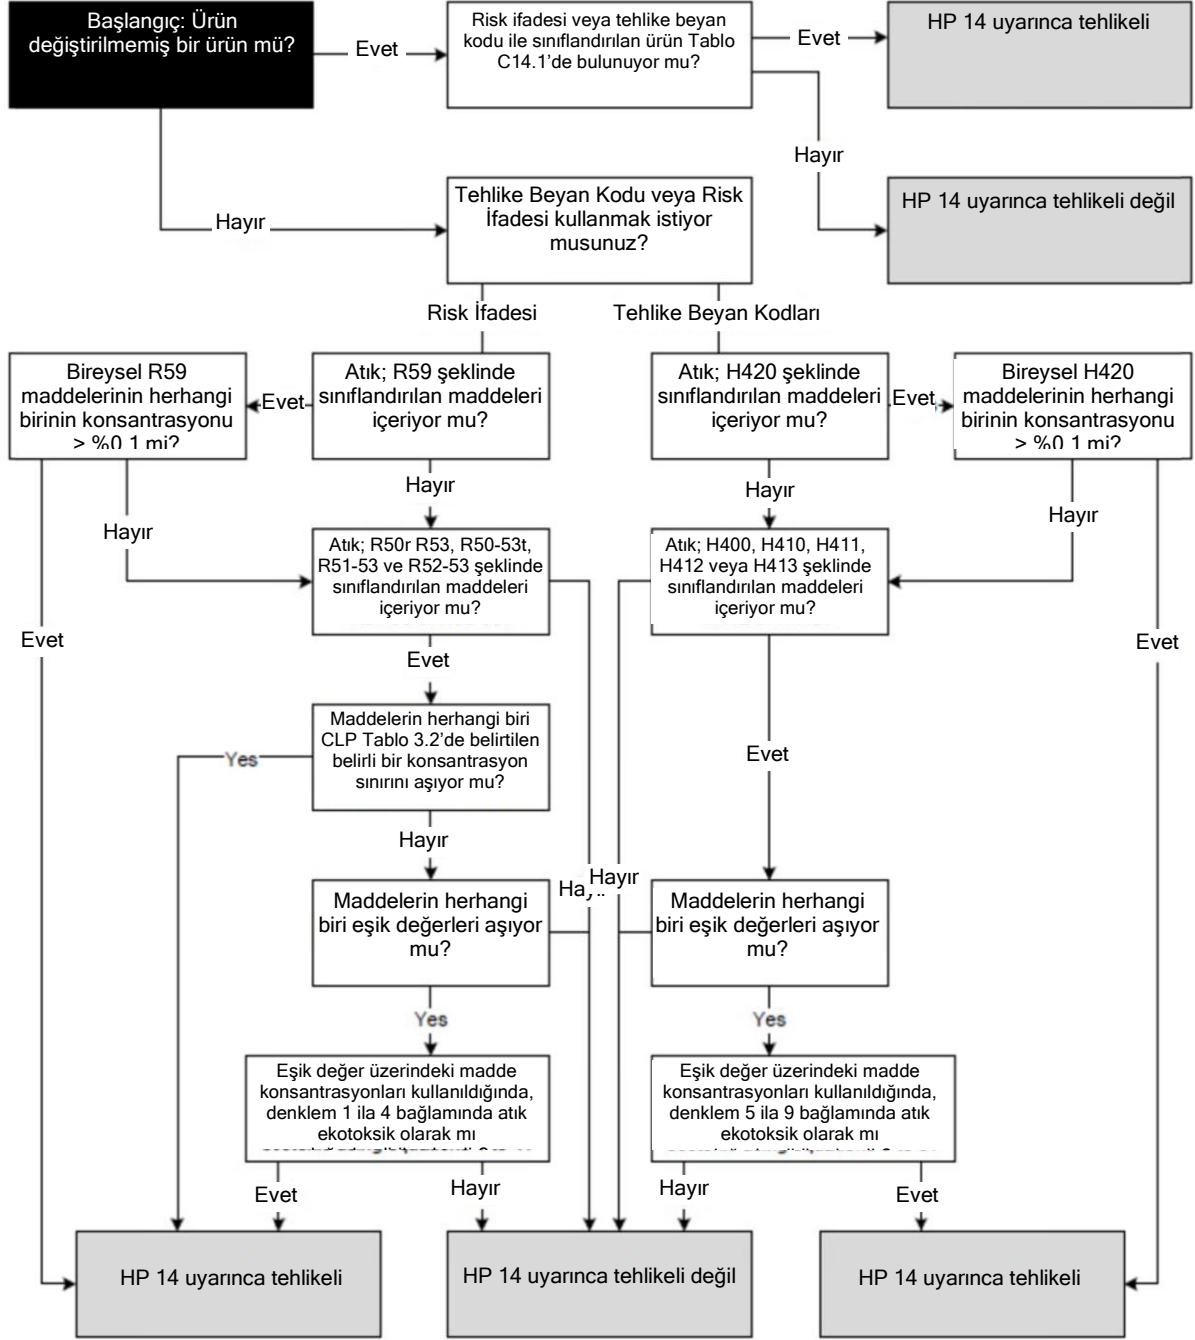 Başlangıç: Ürün
değiştirilmemiş bir ürün mü?
Evet
Risk ifadesi veya tehlike beyan
kodu ile sınıflandırılan ürün Tablo
C14.1’de bulunuyor mu?
Evet
HP 14 uyarınca tehlikeli
Hayır
HP 14 uyarınca tehlikeli değil
Hayır
Tehlike Beyan Kodu veya Risk
İfadesi kullanmak istiyor
musunuz?
Risk İfadesi
Tehlike Beyan Kodları
Bireysel R59
maddelerinin herhangi
birinin konsantrasyonu
> %0 1 mi?
Evet
Atık; R59 şeklinde
sınıflandırılan maddeleri
içeriyor mu?
Atık; H420 şeklinde
sınıflandırılan maddeleri
içeriyor mu?
Evet
Bireysel H420
maddelerinin herhangi
birinin konsantrasyonu
> %0 1 mi?
Hayır
Hayır
Hayır
Hayır
Atık; R50r R53, R50-53t,
R51-53 ve R52-53 şeklinde
sınıflandırılan maddeleri
içeriyor mu?
Atık; H400, H410, H411,
H412 veya H413 şeklinde
sınıflandırılan maddeleri
içeriyor mu?
Evet
Evet
Evet
Maddelerin herhangi biri
CLP Tablo 3.2’de belirtilen
belirli bir konsantrasyon
sınırını aşıyor mu?
Yes
Evet
Hayır
Maddelerin herhangi
biri eşik değerleri aşıyor
mu?
Hayır
Maddelerin herhangi
biri eşik değerleri aşıyor
mu?
Yes
Yes
Eşik değer üzerindeki madde
konsantrasyonları kullanıldığında,
denklem 1 ila 4 bağlamında atık
ekotoksik olarak mı
Eşik değer üzerindeki madde
konsantrasyonları kullanıldığında,
denklem 5 ila 9 bağlamında atık
ekotoksik olarak mı
Evet
Hayır
Hayır
Evet
HP 14 uyarınca tehlikeli
HP 14 uyarınca tehlikeli değil
HP 14 uyarınca tehlikeli